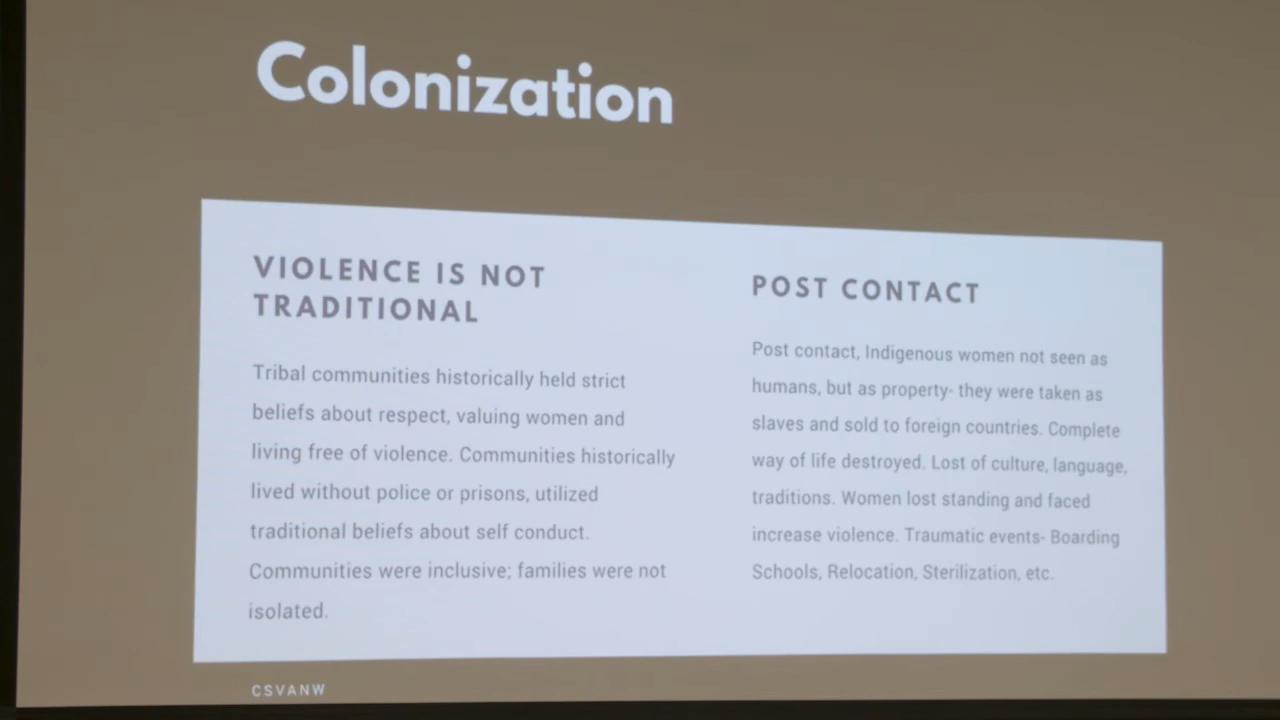 Colonization
VIOLENCE IS NOT
TRADITIONAL
Tribal communities historically held strict
beliefs about respect, valuing women and
living free of violence. Communities historically
lived without police or prisons, utilized
traditional beliefs about self conduct.
Communities were inclusive; families were not
isolated.
POST CONTACT
Post contact, Indigenous women not seen as
humans, but as property- they were taken as
slaves and sold to foreign countries. Complete
way of life destroyed. Lost of culture, language,
traditions. Women lost standing and faced
increase violence. Traumatic events- Boarding
Schools, Relocation, Sterilization, etc.
CSVANW